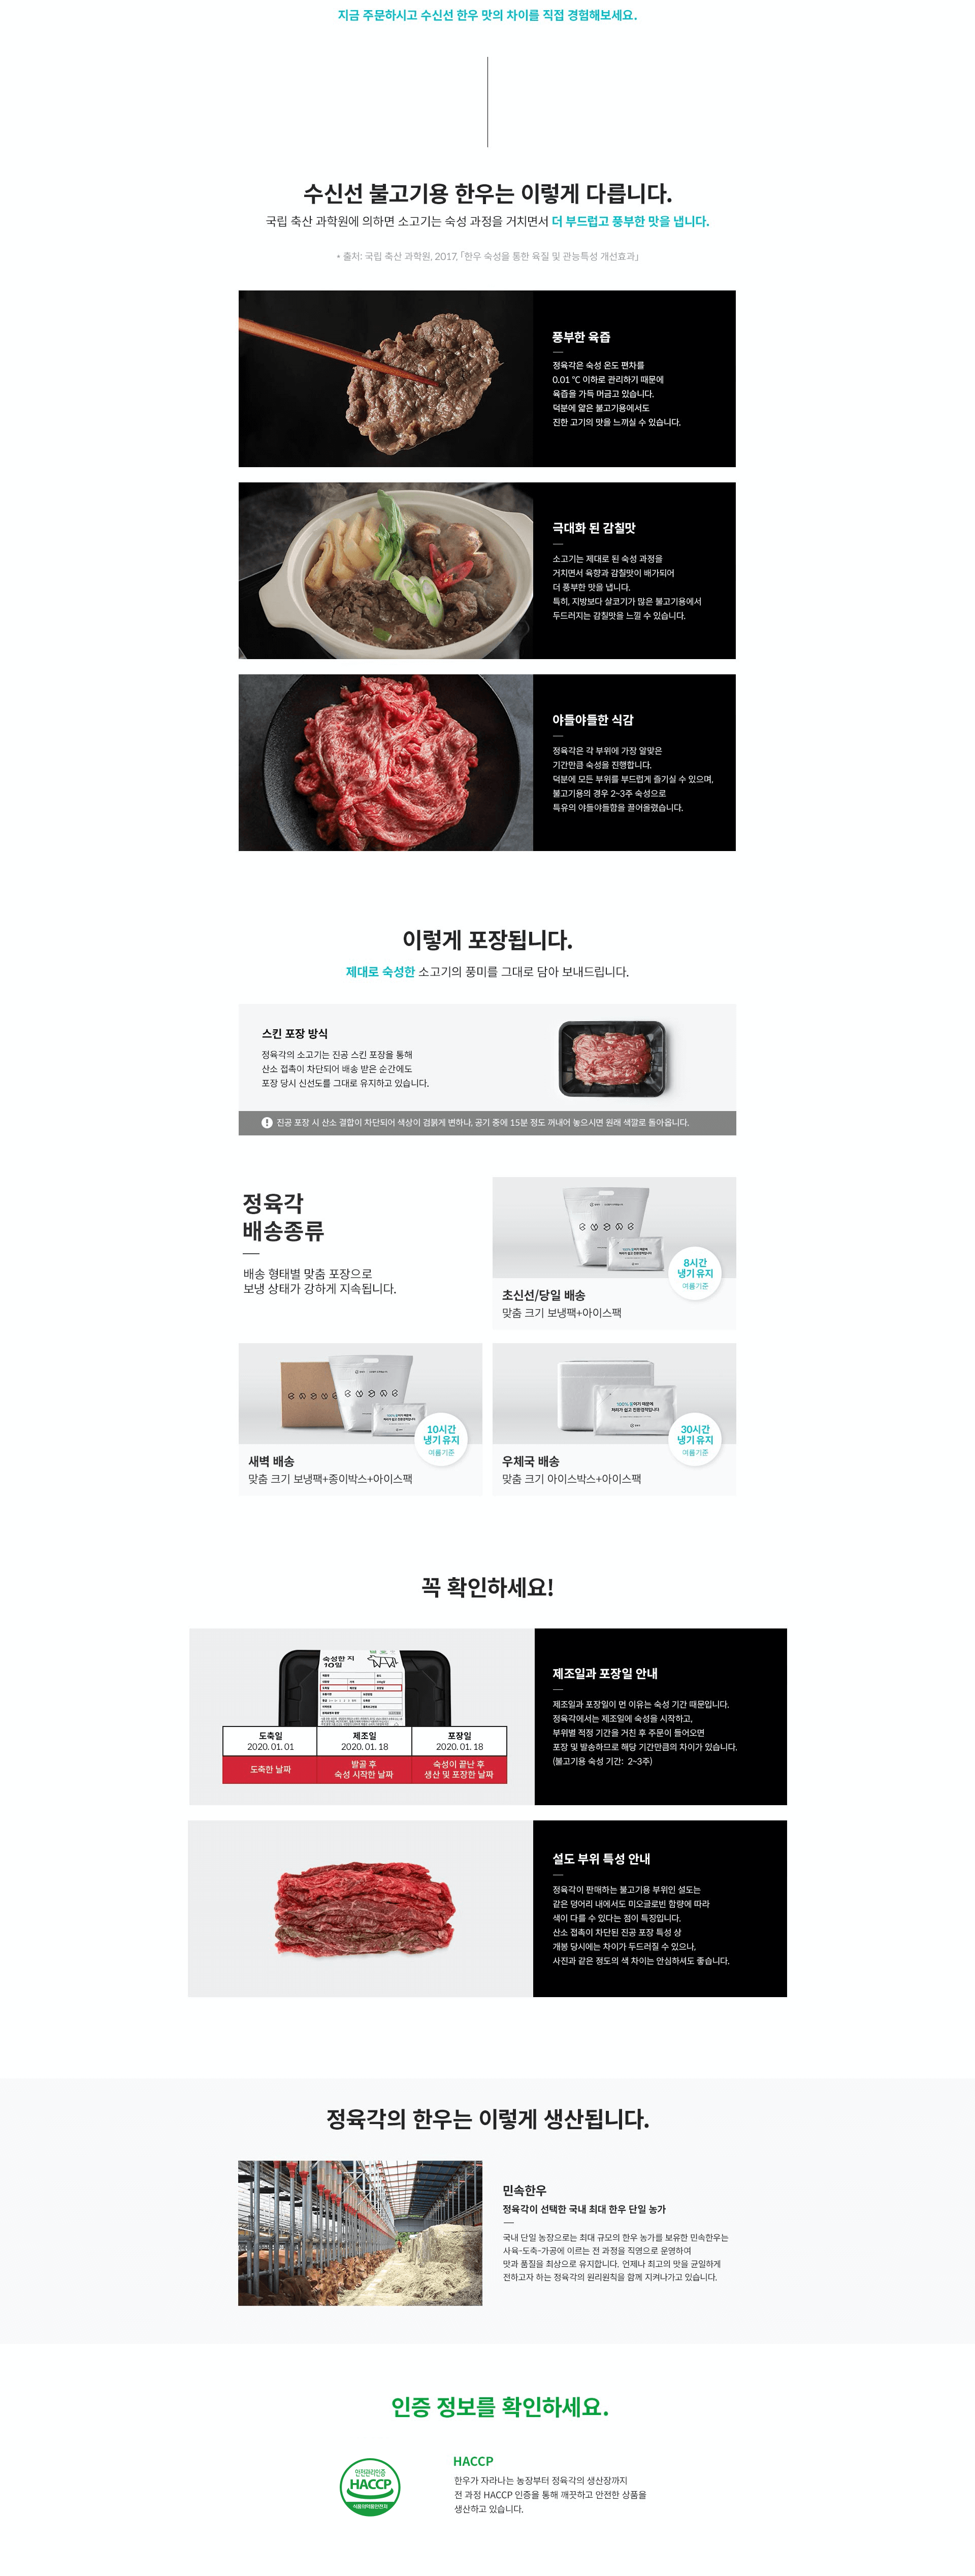 지금 주문하시고 수신선 한우 맛의 차이를 직접 경험해보세요.
수신선 불고기용 한우는 이렇게 다릅니다.
국립 축산 과학원에 의하면 소고기는 숙성 과정을 거치면서 더 부드럽고 풍부한 맛을 냅니다.
* 출처: 국립 축산 과학원, 2017, 「한우 숙성을 통한 육질 및 관능특성 개선효과」
풍부한 육즙
정육각은 숙성 온도 편차를
0.01 ℃ 이하로 관리하기 때문에
육즙을 가득 머금고 있습니다.
덕분에 얇은 불고기용에서도
진한 고기의 맛을 느끼실 수 있습니다.
극대화 된 감칠맛
소고기는 제대로 된 숙성 과정을
거치면서 육향과 감칠맛이 배가되어
더 풍부한 맛을 냅니다.
특히, 지방보다 살코기가 많은 불고기용에서
두드러지는 감칠맛을 느낄 수 있습니다.
야들야들한 식감
정육각은 각 부위에 가장 알맞은
기간만큼 숙성을 진행합니다.
덕분에 모든 부위를 부드럽게 즐기실 수 있으며,
불고기용의 경우 2~3주 숙성으로
특유의 야들야들함을 끌어올렸습니다.
이렇게 포장됩니다.
제대로 숙성한 소고기의 풍미를 그대로 담아 보내드립니다.
스킨 포장 방식
정육각의 소고기는 진공 스킨 포장을 통해
산소 접촉이 차단되어 배송 받은 순간에도
포장 당시 신선도를 그대로 유지하고 있습니다.
! 진공 포장 시 산소 결합이 차단되어 색상이 검붉게 변하나, 공기 중에 15분 정도 꺼내어 놓으시면 원래 색깔로 돌아옵니다.
정육각
배송종류
배송 형태별 맞춤 포장으로
보냉 상태가 강하게 지속됩니다.
8시간
냉기 유지
여름기준
초신선/당일 배송
맞춤 크기 보냉팩+아이스팩
10시간
냉기 유지
여름기준
새벽 배송
맞춤 크기 보냉팩+종이박스+아이스팩
100% 물이기 때문에
처리가 쉽고 친환경적입니다
30시간
냉기 유지
여름기준
우체국 배송
맞춤 크기 아이스박스+아이스팩
꼭 확인하세요!
숙성한 지
10일
도축일
2020. 01. 01
제조일
2020. 01. 18
포장일
2020. 01. 18
도축한 날짜
발골 후
숙성 시작한 날짜
숙성이 끝난 후
생산 및 포장한 날짜
제조일과 포장일 안내
제조일과 포장일이 먼 이유는 숙성 기간 때문입니다.
정육각에서는 제조일에 숙성을 시작하고,
부위별 적정 기간을 거친 후 주문이 들어오면
포장 및 발송하므로 해당 기간만큼의 차이가 있습니다.
(불고기용 숙성 기간: 2~3주)
설도 부위 특성 안내
정육각이 판매하는 불고기용 부위인 설도는
같은 덩어리 내에서도 미오글로빈 함량에 따라
색이 다를 수 있다는 점이 특징입니다.
산소 접촉이 차단된 진공 포장 특성 상
개봉 당시에는 차이가 두드러질 수 있으나,
사진과 같은 정도의 색 차이는 안심하셔도 좋습니다.
정육각의 한우는 이렇게 생산됩니다.
민속한우
정육각이 선택한 국내 최대 한우 단일 농가
국내 단일 농장으로는 최대 규모의 한우 농가를 보유한 민속한우는
사육-도축-가공에 이르는 전 과정을 직영으로 운영하여
맛과 품질을 최상으로 유지합니다. 언제나 최고의 맛을 균일하게
전하고자 하는 정육각의 원리원칙을 함께 지켜나가고 있습니다.
인증 정보를 확인하세요.
안전관리인증
HACCP
식품의약품안전처
HACCP
한우가 자라나는 농장부터 정육각의 생산장까지
전 과정 HACCP 인증을 통해 깨끗하고 안전한 상품을
생산하고 있습니다.